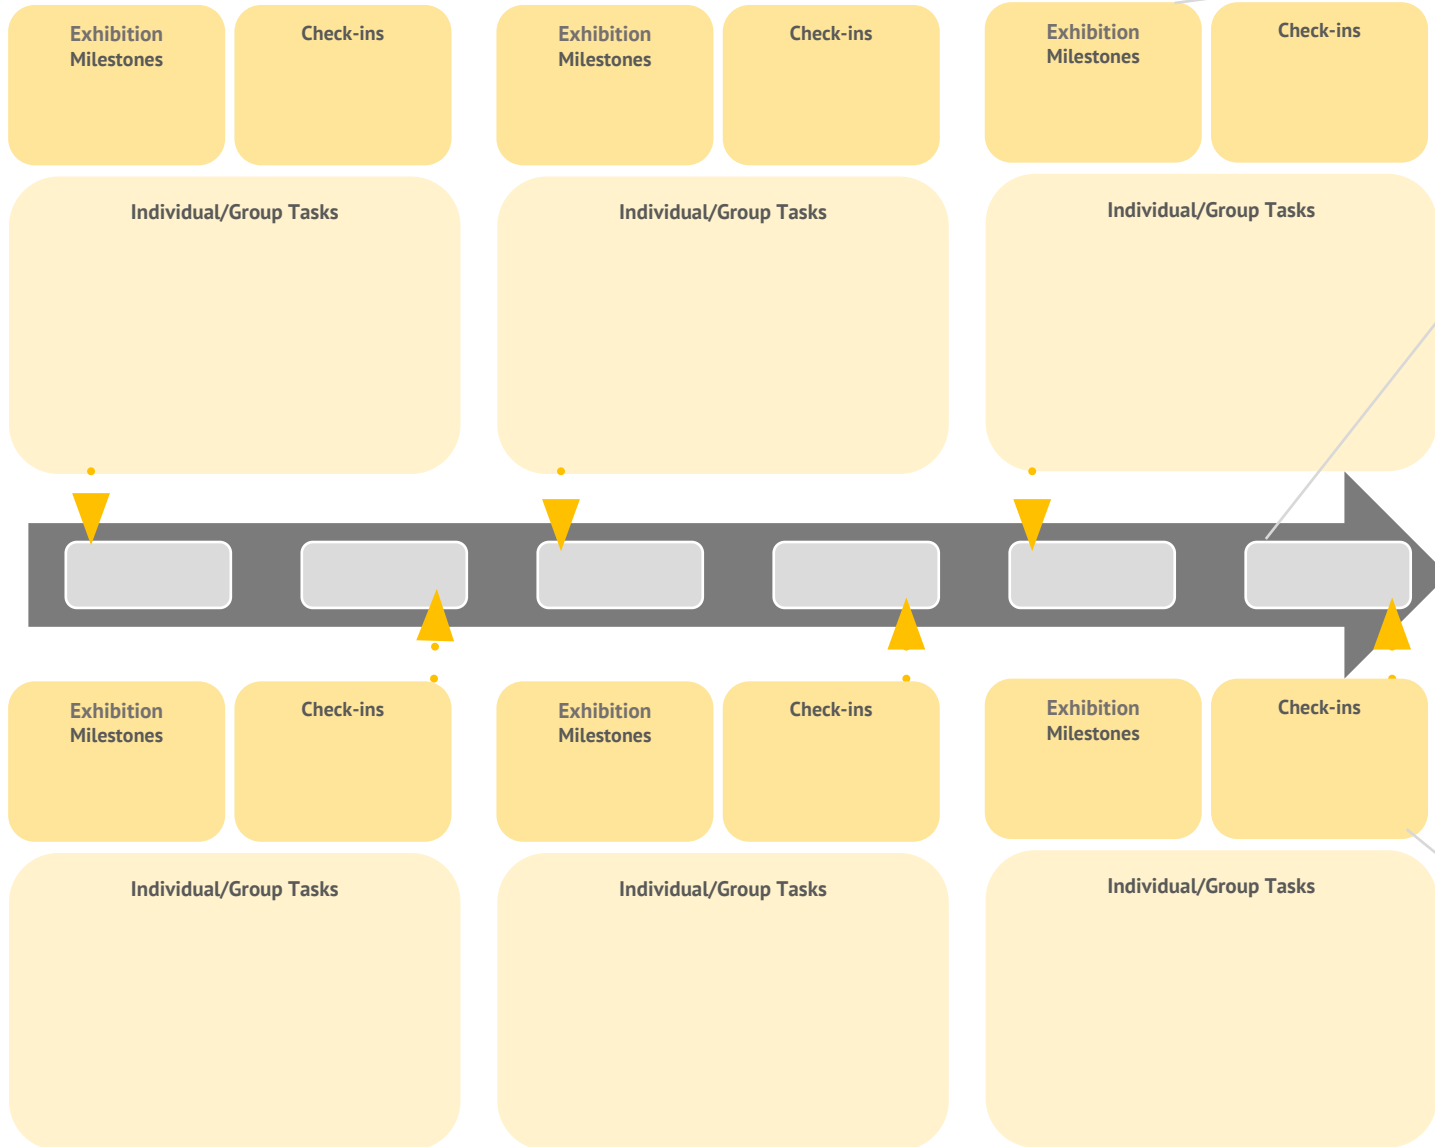 Exhibition
Milestones
Check-ins
Individual/Group Tasks
Exhibition
Milestones
Check-ins
Individual/Group Tasks
Exhibition
Milestones
Check-ins
Individual/Group Tasks
Exhibition
Milestones
Check-ins
Individual/Group Tasks
Exhibition
Milestones
Check-ins
Individual/Group Tasks
Exhibition
Milestones
Check-ins
Individual/Group Tasks